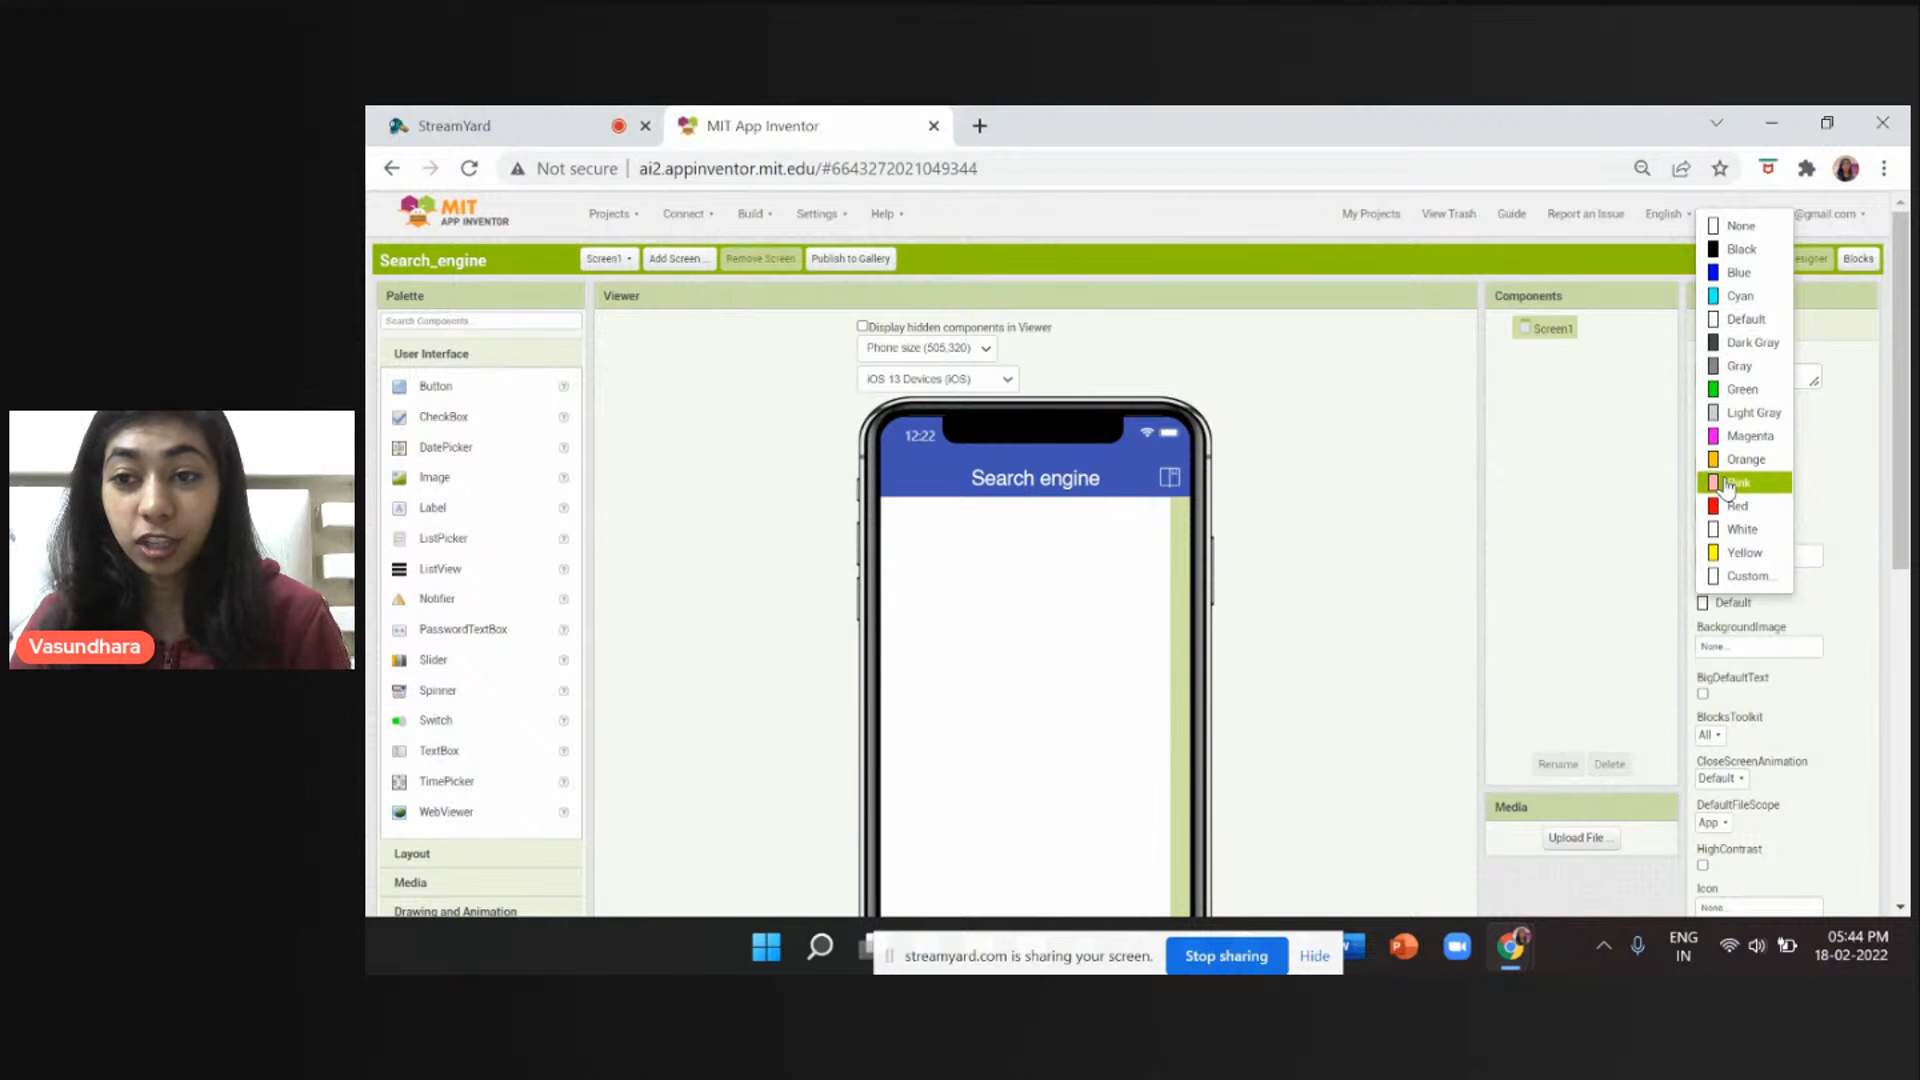 StreamYard
MIT App Inventor
Not secure
ai2.appinventor.mit.edu/#6643272021049344
MIT
APP INVENTOR
Projects
Connect
Build
Settings
Help
My Projects
View Trash
Guide
Report an Issue
English
@gmail.com
Search_engine
Screen1
Add Screen ...
Remove Screen
Publish to Gallery
Blocks
Palette
Viewer
Components
Search Components...
User Interface
Button
CheckBox
DatePicker
Image
Label
ListPicker
ListView
Notifier
PasswordTextBox
Slider
Spinner
Switch
TextBox
TimePicker
WebViewer
Layout
Media
Drawing and Animation
Display hidden components in Viewer
Phone size (505,320)
iOS 13 Devices (iOS)
12:22
Search engine
Screen1
Rename
Delete
Media
Upload File ...
None
Black
Blue
Cyan
Default
Dark Gray
Gray
Green
Light Gray
Magenta
Orange
Red
White
Yellow
Custom...
Default
BackgroundImage
None...
BigDefaultText
BlocksToolkit
All
CloseScreenAnimation
Default
DefaultFileScope
App
HighContrast
Icon
None...
Vasundhara
streamyard.com is sharing your screen.
Stop sharing
Hide
ENG
IN
05:44 PM
18-02-2022